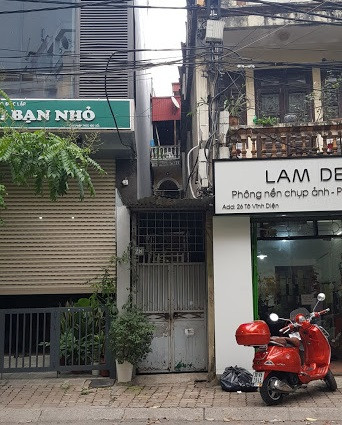 BẠN NHỎ
LAM DE
Phông nền chụp ảnh - P
Add: 26 Tô Vĩnh Diện